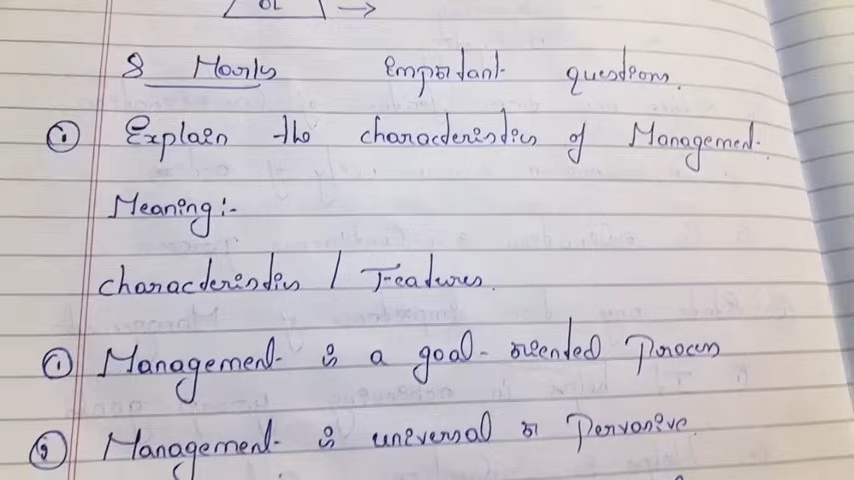 OL →
8 Marks important questions.
① Explain the characteristics of Management.
Meaning:-
characteristics / Features.
① Management is a goal-oriented Process
② Management is universal or Pervasive.